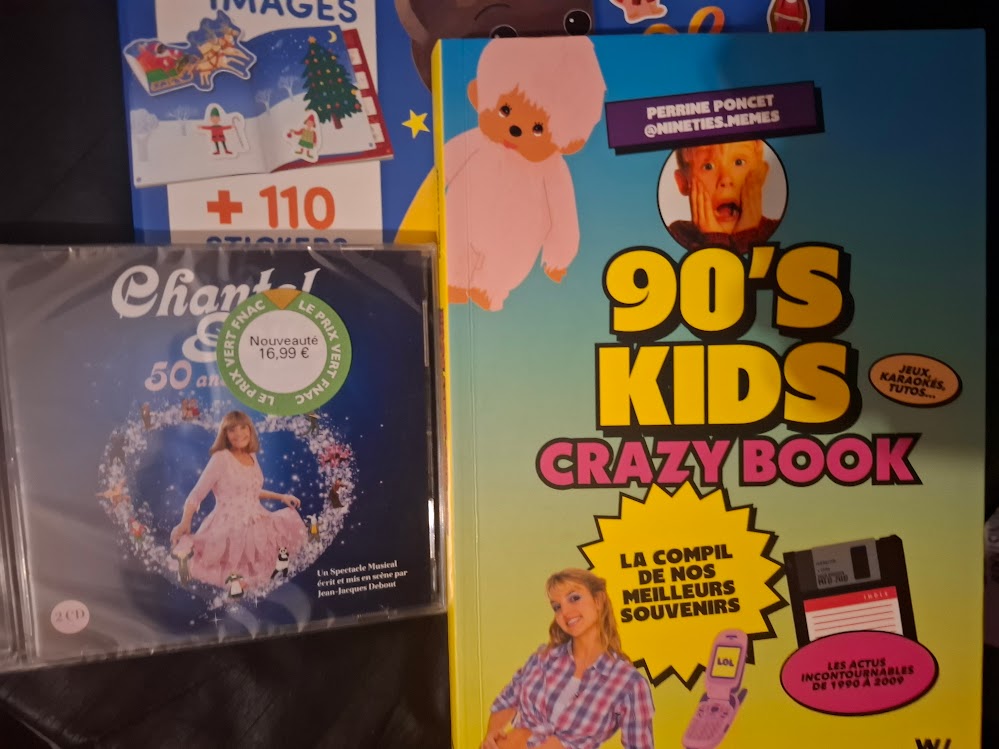 IMAGES
+ 110
STICKERS
Chantal
50 an
LE PRIX VERT FNAC
Nouveauté
16,99 €
LE PRIX VERT FNAC
Un Spectacle Musical
écrit et mis en scène par
Jean-Jacques Debout
2 CD
PERRINE PONCET
@NINETIES.MEMES
90'S
KIDS
CRAZY BOOK
JEUX,
KARAOKÉS,
TUTOS...
LA COMPIL
DE NOS
MEILLEURS
SOUVENIRS
LOL
LES ACTUS
INCONTOURNABLES
DE 1990 À 2009